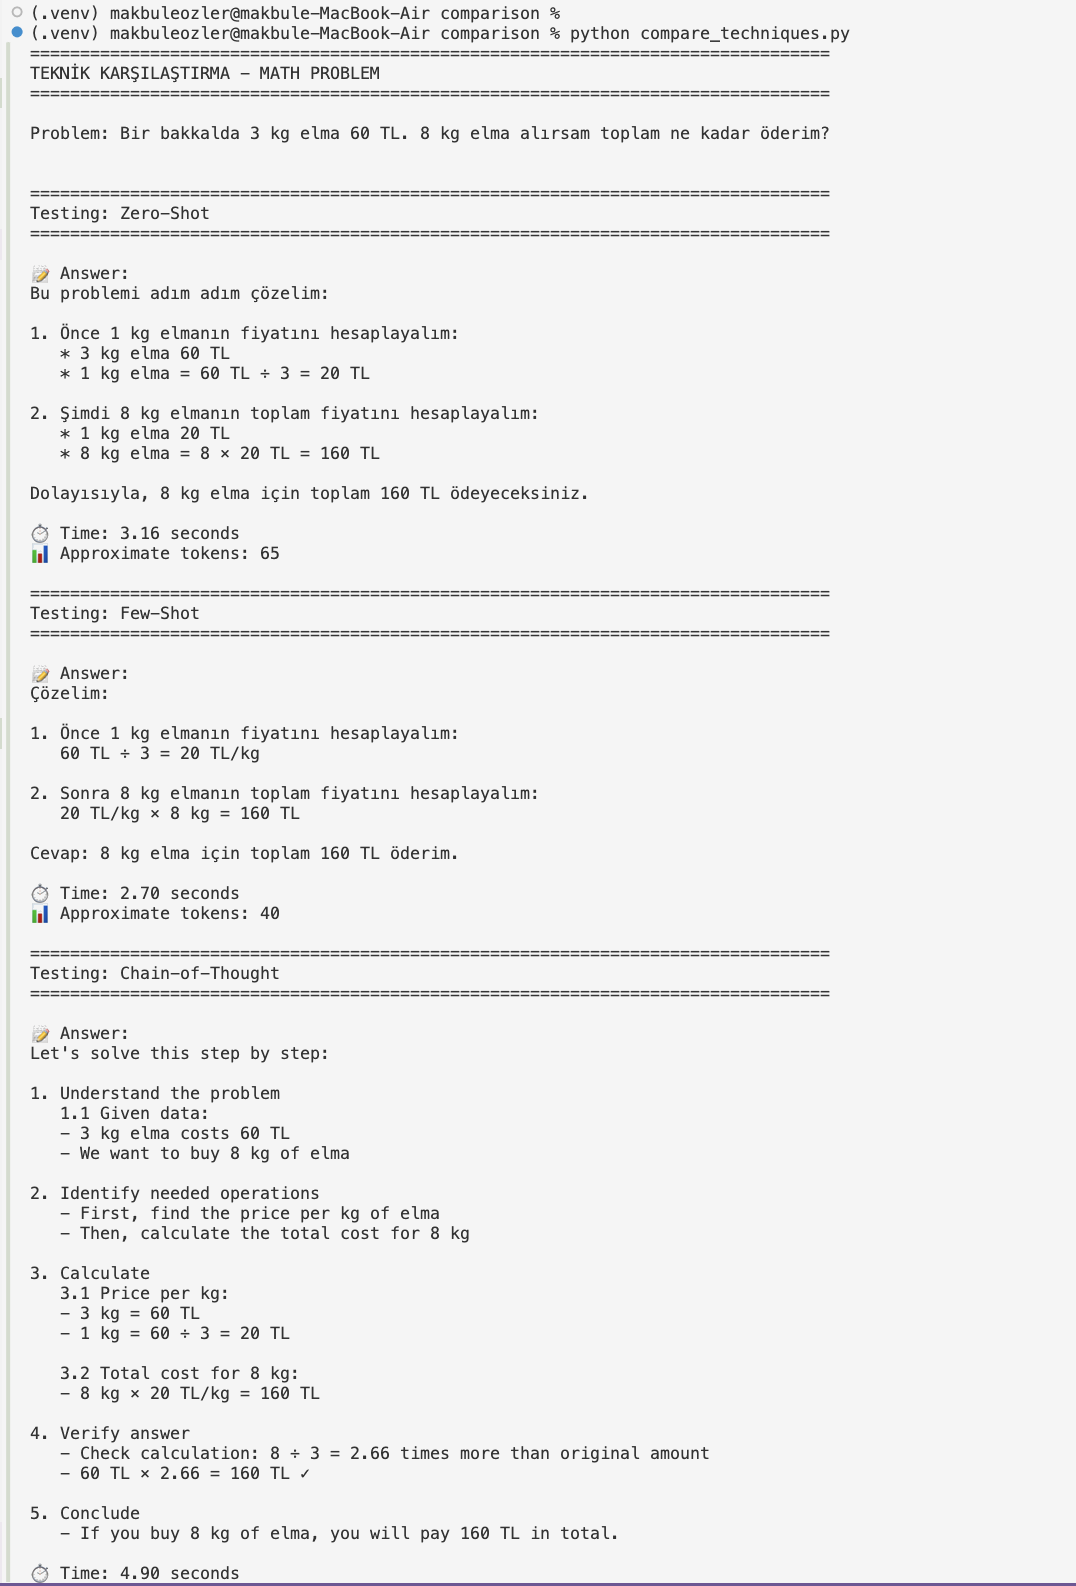 (.venv) makbuleozler@makbule-MacBook-Air comparison %
(.venv) makbuleozler@makbule-MacBook-Air comparison % python compare_techniques.py
================================================================================
TEKNİK KARŞILAŞTIRMA - MATH PROBLEM
================================================================================
Problem: Bir bakkalda 3 kg elma 60 TL. 8 kg elma alırsam toplam ne kadar öderim?
================================================================================
Testing: Zero-Shot
================================================================================
📝 Answer:
Bu problemi adım adım çözelim:
1. Önce 1 kg elmanın fiyatını hesaplayalım:
* 3 kg elma 60 TL
* 1 kg elma = 60 TL ÷ 3 = 20 TL
2. Şimdi 8 kg elmanın toplam fiyatını hesaplayalım:
* 1 kg elma 20 TL
* 8 kg elma = 8 × 20 TL = 160 TL
Dolayısıyla, 8 kg elma için toplam 160 TL ödeyeceksiniz.
⏱ Time: 3.16 seconds
📊 Approximate tokens: 65
================================================================================
Testing: Few-Shot
================================================================================
📝 Answer:
Çözelim:
1. Önce 1 kg elmanın fiyatını hesaplayalım:
60 TL ÷ 3 = 20 TL/kg
2. Sonra 8 kg elmanın toplam fiyatını hesaplayalım:
20 TL/kg × 8 kg = 160 TL
Cevap: 8 kg elma için toplam 160 TL öderim.
⏱ Time: 2.70 seconds
📊 Approximate tokens: 40
================================================================================
Testing: Chain-of-Thought
================================================================================
📝 Answer:
Let's solve this step by step:
1. Understand the problem
1.1 Given data:
- 3 kg elma costs 60 TL
- We want to buy 8 kg of elma
2. Identify needed operations
- First, find the price per kg of elma
- Then, calculate the total cost for 8 kg
3. Calculate
3.1 Price per kg:
- 3 kg = 60 TL
- 1 kg = 60 ÷ 3 = 20 TL
3.2 Total cost for 8 kg:
- 8 kg × 20 TL/kg = 160 TL
4. Verify answer
- Check calculation: 8 ÷ 3 = 2.66 times more than original amount
- 60 TL × 2.66 = 160 TL ✓
5. Conclude
- If you buy 8 kg of elma, you will pay 160 TL in total.
⏱ Time: 4.90 seconds